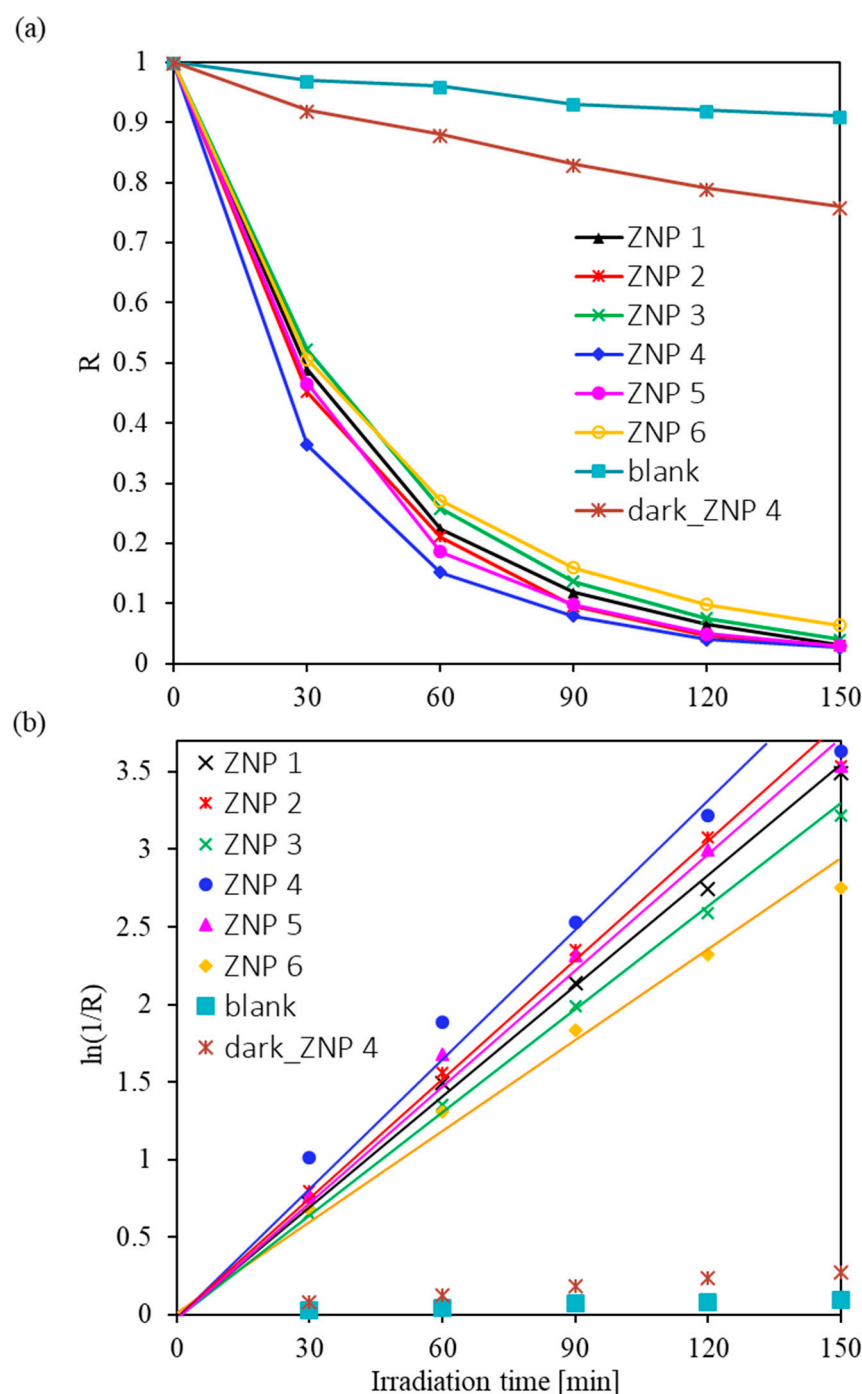 (a)
1
0.9
0.8
0.7
0.6
0.5
0.4
0.3
0.2
0.1
0
R
ZNP 1
ZNP 2
ZNP 3
ZNP 4
ZNP 5
ZNP 6
blank
dark_ZNP 4
0 30 60 90 120 150
(b)
3.5
3
2.5
2
1.5
1
0.5
0
ln(1/R)
ZNP 1
ZNP 2
ZNP 3
ZNP 4
ZNP 5
ZNP 6
blank
dark_ZNP 4
0 30 60 90 120 150
Irradiation time [min]